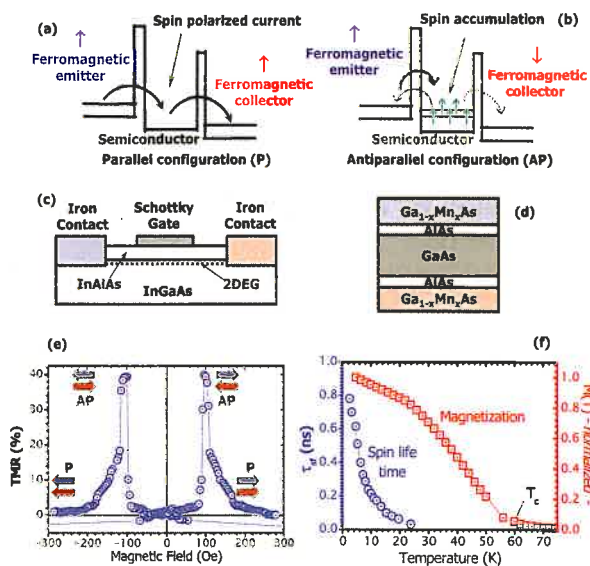 (a)
Spin polarized current
Ferromagnetic
emitter
Ferromagnetic
collector
Semiconductor
Parallel configuration (P)
Spin accumulation
(b)
Ferromagnetic
emitter
Ferromagnetic
collector
Semiconductor
Antiparallel configuration (AP)
(c)
Iron
Contact
Schottky
Gate
Iron
Contact
InAlAs
2DEG
InGaAs
(d)
Ga1-xMnxAs
AlAs
GaAs
AlAs
Ga1-xMnxAs
(e)
TMR (%)
40
30
20
10
0
AP
AP
P
P
-300 -200 -100 0 100 200 300
Magnetic Field (Oe)
(f)
τsf (ns)
1.0
0.8
0.6
0.4
0.2
0.0
Magnetization
Spin life
time
Tc
1.0
0.8
0.6
0.4
0.2
0.0
0 10 20 30 40 50 60 70
Temperature (K)